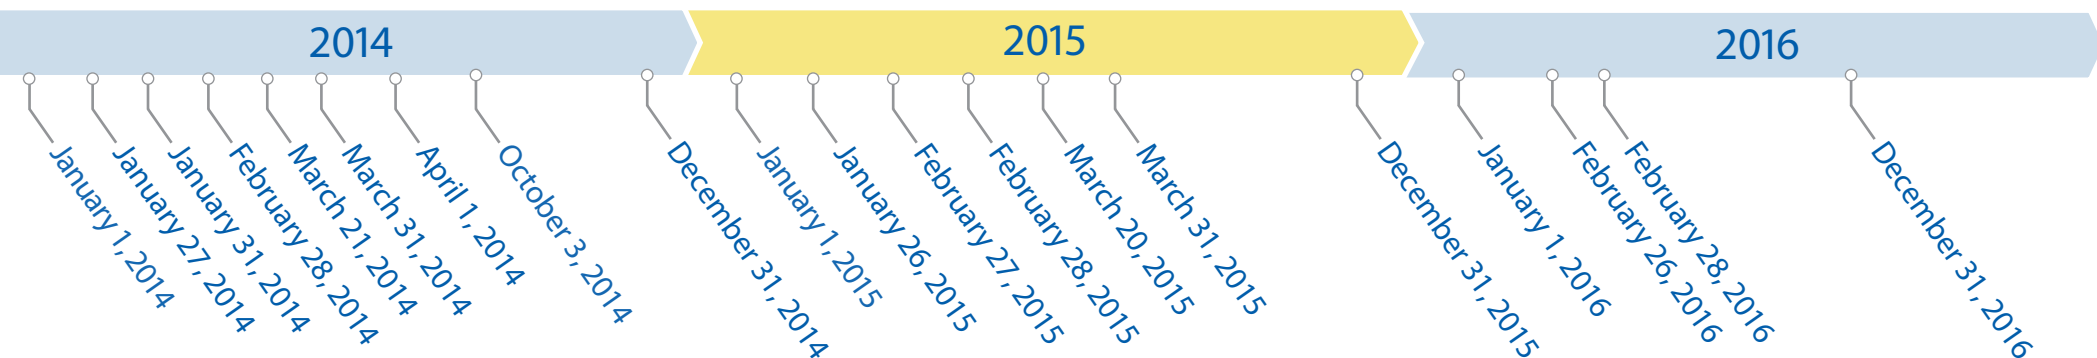 2014
2015
2016
January 1, 2014
January 27, 2014
January 31, 2014
February 28, 2014
March 21, 2014
March 31, 2014
April 1, 2014
October 3, 2014
December 31, 2014
January 1, 2015
January 26, 2015
February 27, 2015
February 28, 2015
March 20, 2015
March 31, 2015
December 31, 2015
January 1, 2016
February 26, 2016
February 28, 2016
December 31, 2016